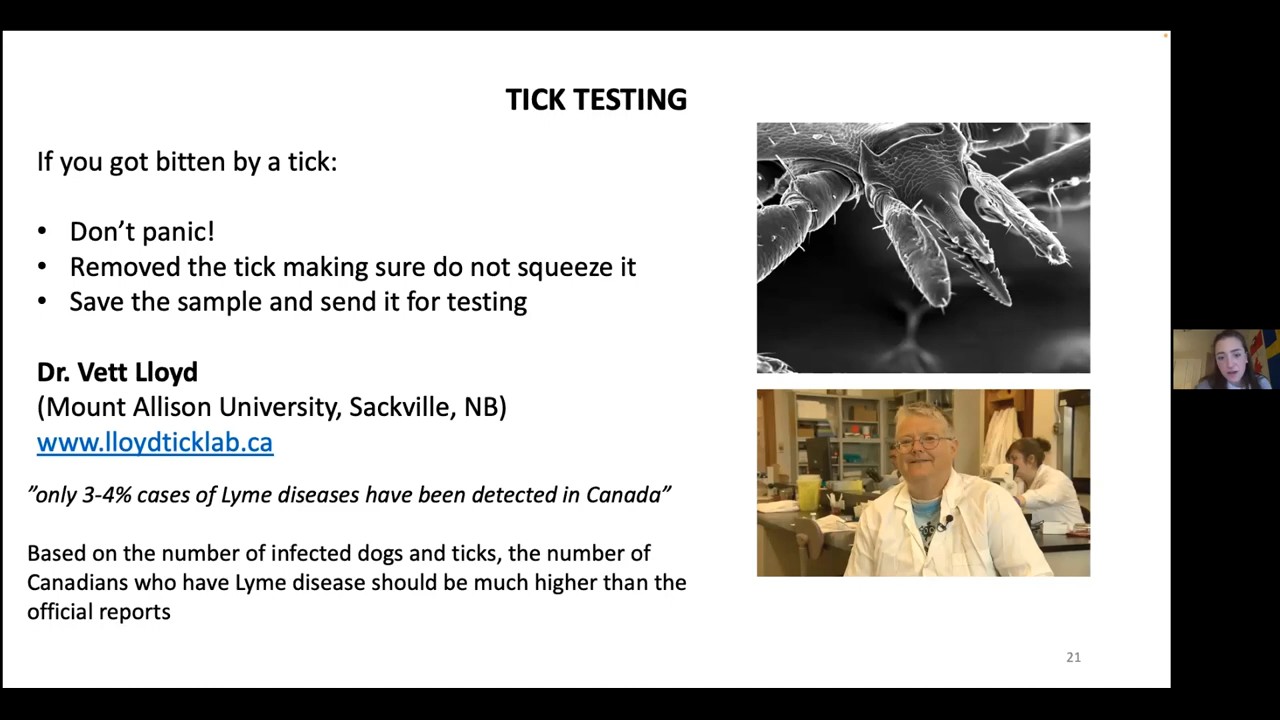 TICK TESTING
If you got bitten by a tick:
• Don’t panic!
• Removed the tick making sure do not squeeze it
• Save the sample and send it for testing
Dr. Vett Lloyd
(Mount Allison University, Sackville, NB)
www.lloydticklab.ca
”only 3-4% cases of Lyme diseases have been detected in Canada”
Based on the number of infected dogs and ticks, the number of
Canadians who have Lyme disease should be much higher than the
official reports
21